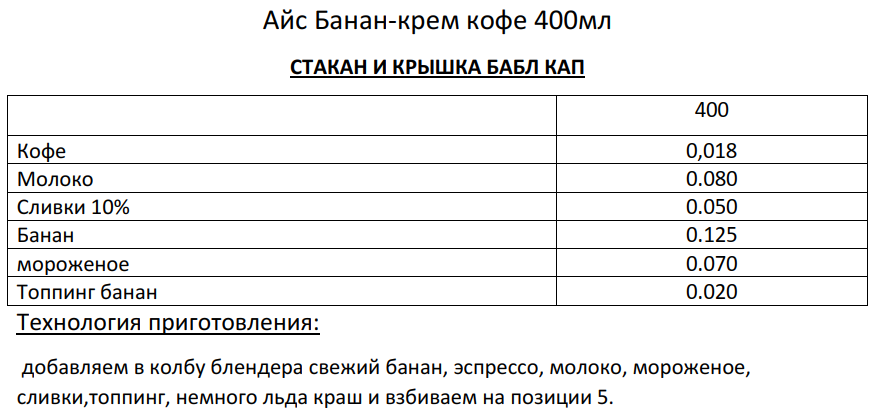 Айс Банан-крем кофе 400мл
СТАКАН И КРЫШКА БАБЛ КАП
400
Кофе 0,018
Молоко 0.080
Сливки 10% 0.050
Банан 0.125
мороженое 0.070
Топпинг банан 0.020
Технология приготовления:
добавляем в колбу блендера свежий банан, эспрессо, молоко, мороженое,
сливки,топпинг, немного льда краш и взбиваем на позиции 5.